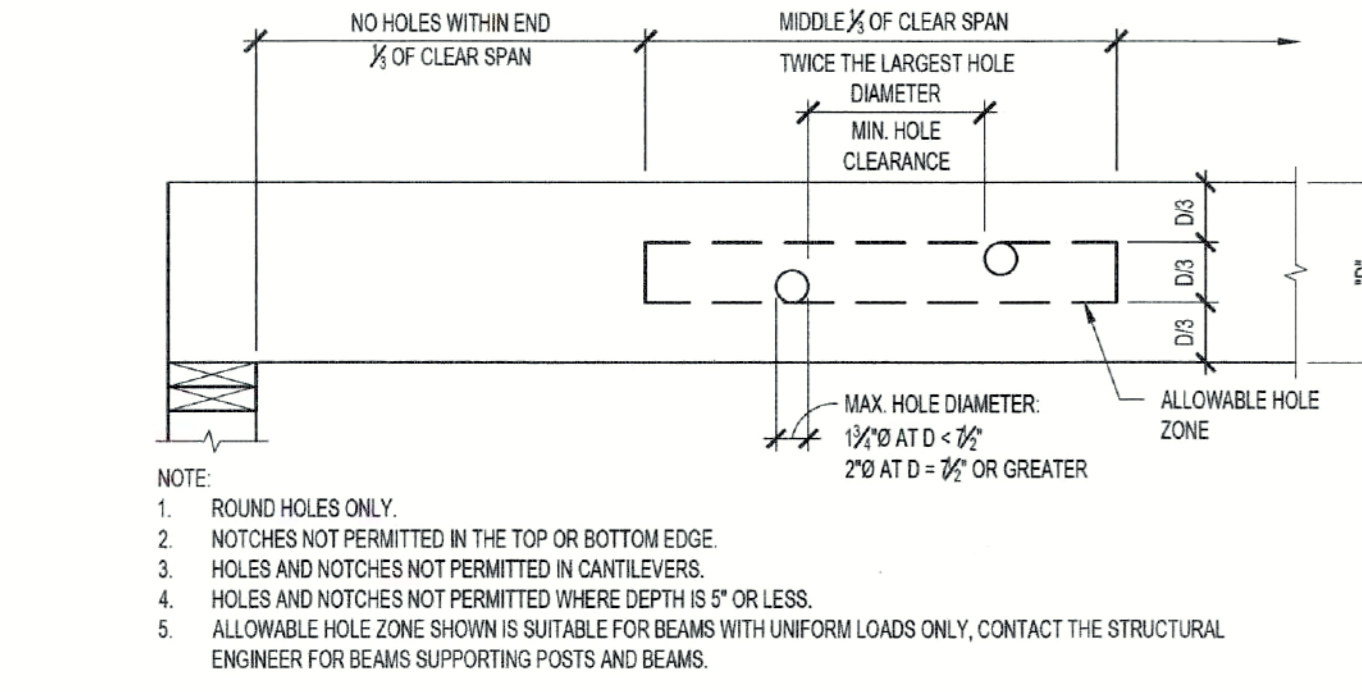 NO HOLES WITHIN END
⅓ OF CLEAR SPAN
MIDDLE ⅓ OF CLEAR SPAN
TWICE THE LARGEST HOLE
DIAMETER
MIN. HOLE
CLEARANCE
D/3
D/3
D/3
"D"
MAX. HOLE DIAMETER:
1¾"Ø AT D < 7½"
2"Ø AT D = 7½" OR GREATER
ALLOWABLE HOLE
ZONE
NOTE:
1. ROUND HOLES ONLY.
2. NOTCHES NOT PERMITTED IN THE TOP OR BOTTOM EDGE.
3. HOLES AND NOTCHES NOT PERMITTED IN CANTILEVERS.
4. HOLES AND NOTCHES NOT PERMITTED WHERE DEPTH IS 5" OR LESS.
5. ALLOWABLE HOLE ZONE SHOWN IS SUITABLE FOR BEAMS WITH UNIFORM LOADS ONLY, CONTACT THE STRUCTURAL
ENGINEER FOR BEAMS SUPPORTING POSTS AND BEAMS.